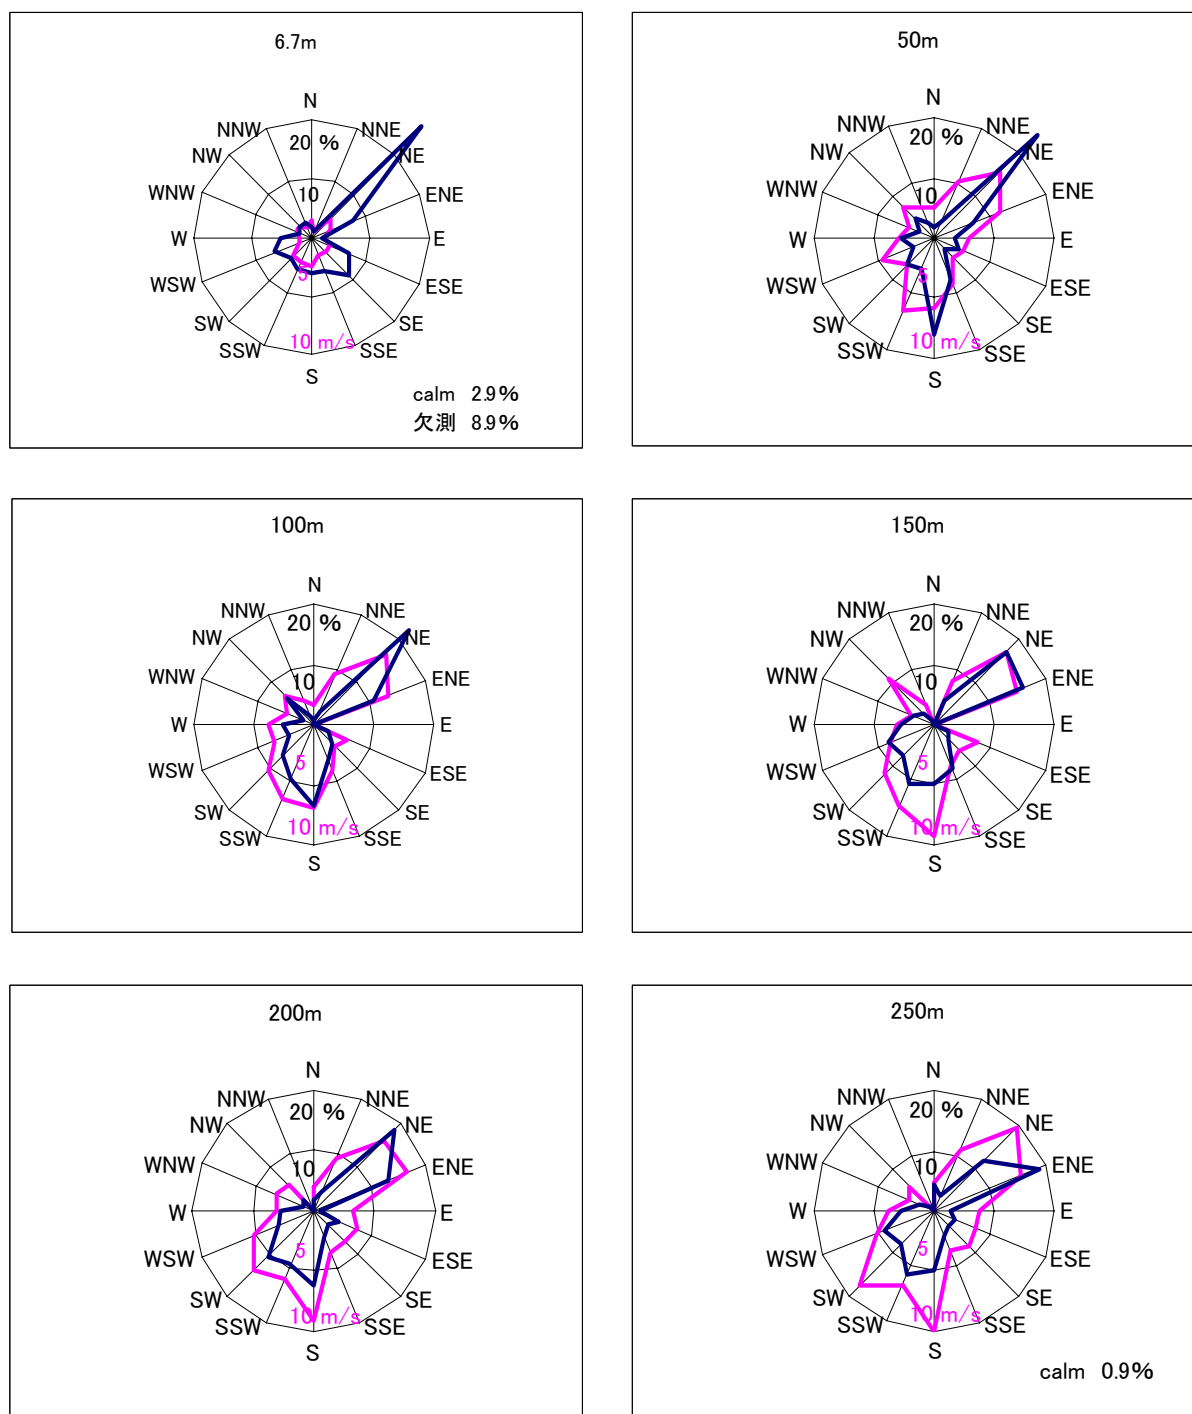 6.7m
N
NNW
NNE
20 %
NW
NE
10
WNW
ENE
W
E
WSW
5
ESE
SW
SE
10 m/s
SSW
SSE
S
calm 2.9%
欠測 8.9%
50m
N
NNW
NNE
20 %
NW
NE
10
WNW
ENE
W
E
WSW
5
ESE
SW
SE
10 m/s
SSW
SSE
S
100m
N
NNW
NNE
20 %
NW
NE
10
WNW
ENE
W
E
WSW
5
ESE
SW
SE
10 m/s
SSW
SSE
S
150m
N
NNW
NNE
20 %
NW
NE
10
WNW
ENE
W
E
WSW
5
ESE
SW
SE
10 m/s
SSW
SSE
S
200m
N
NNW
NNE
20 %
NW
NE
10
WNW
ENE
W
E
WSW
5
ESE
SW
SE
10 m/s
SSW
SSE
S
250m
N
NNW
NNE
20 %
NW
NE
10
WNW
ENE
W
E
WSW
5
ESE
SW
SE
10 m/s
SSW
SSE
S
calm 0.9%